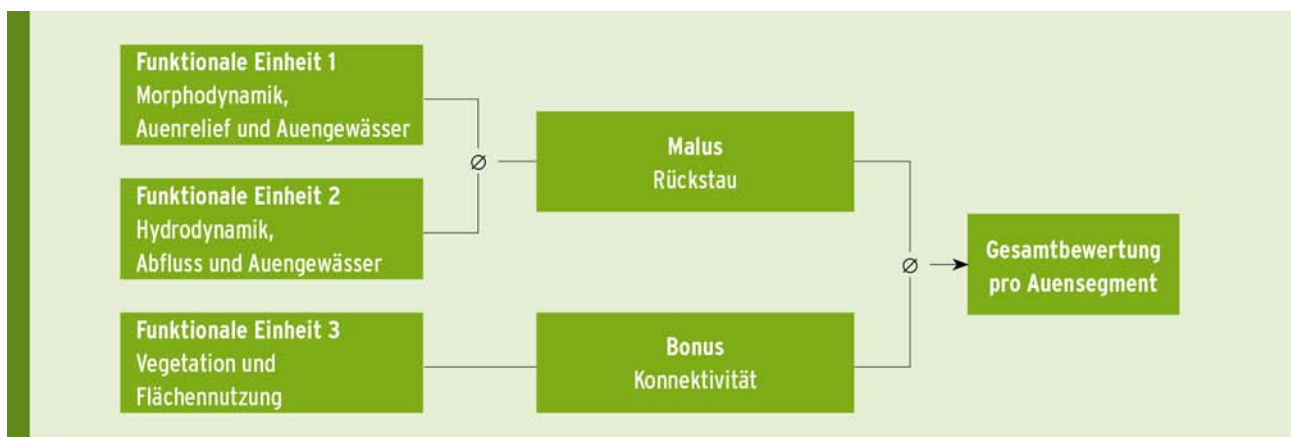 Funktionale Einheit 1
Morphodynamik,
Auenrelief und Auengewässer
Funktionale Einheit 2
Hydrodynamik,
Abfluss und Auengewässer
Funktionale Einheit 3
Vegetation und
Flächennutzung
Ø
Malus
Rückstau
Bonus
Konnektivität
Ø
Gesamtbewertung
pro Auensegment